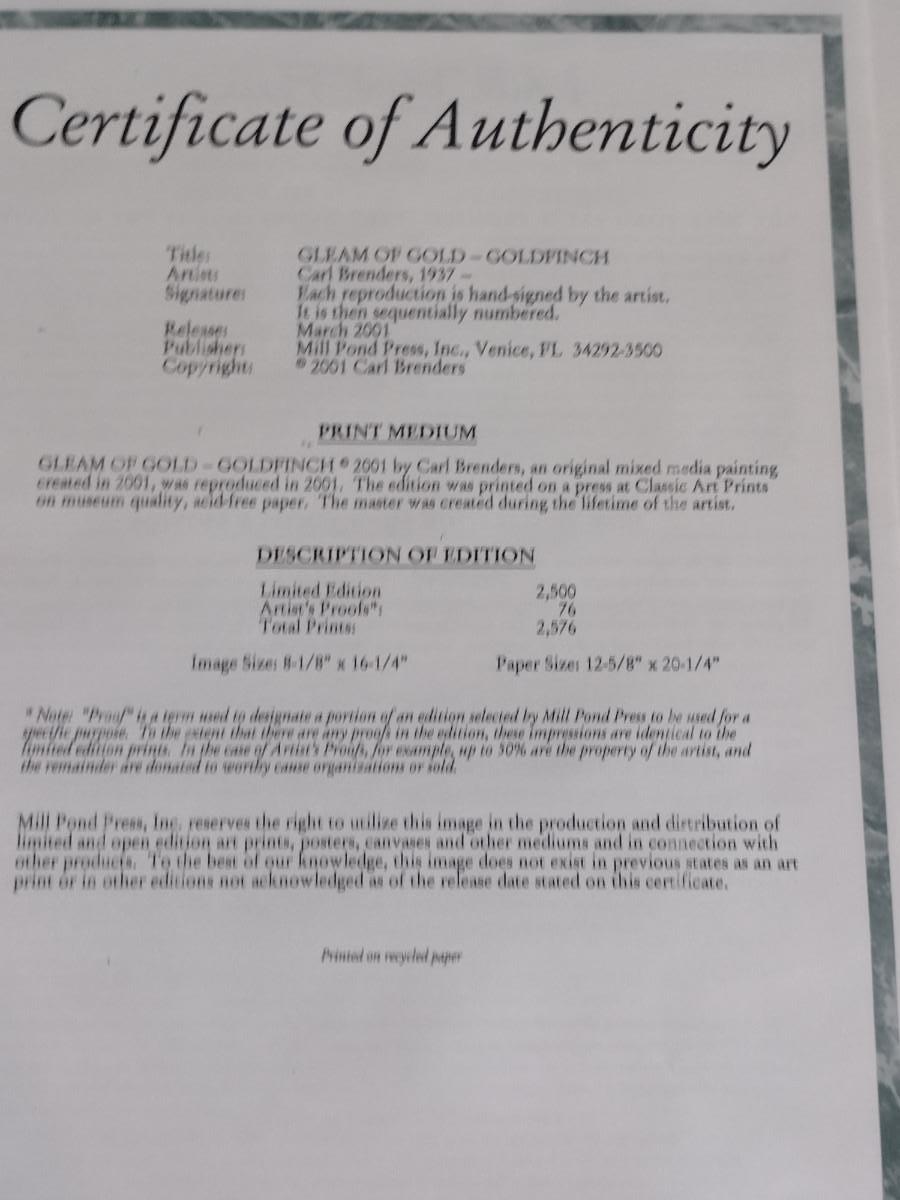 Certificate of Authenticity
Title: GLEAM OF GOLD – GOLDFINCH
Artist: Carl Brenders, 1937 –
Signature: Each reproduction is hand-signed by the artist.
It is then sequentially numbered.
Release: March 2001
Publisher: Mill Pond Press, Inc., Venice, FL 34292-3500
Copyright: © 2001 Carl Brenders
PRINT MEDIUM
GLEAM OF GOLD – GOLDFINCH © 2001 by Carl Brenders, an original mixed media painting
created in 2001, was reproduced in 2001. The edition was printed on a press at Classic Art Prints
on museum quality, acid-free paper. The master was created during the lifetime of the artist.
DESCRIPTION OF EDITION
Limited Edition 2,500
Artist's Proofs*: 76
Total Prints: 2,576
Image Size: 8-1/8" x 16-1/4" Paper Size: 12-5/8" x 20-1/4"
* Note: "Proof" is a term used to designate a portion of an edition selected by Mill Pond Press to be used for a
specific purpose. To the extent that there are any proofs in the edition, these impressions are identical to the
limited edition prints. In the case of Artist's Proofs, for example, up to 50% are the property of the artist, and
the remainder are donated to worthy cause organizations or sold.
Mill Pond Press, Inc. reserves the right to utilize this image in the production and distribution of
limited and open edition art prints, posters, canvases and other mediums and in connection with
other products. To the best of our knowledge, this image does not exist in previous states as an art
print or in other editions not acknowledged as of the release date stated on this certificate.
Printed on recycled paper